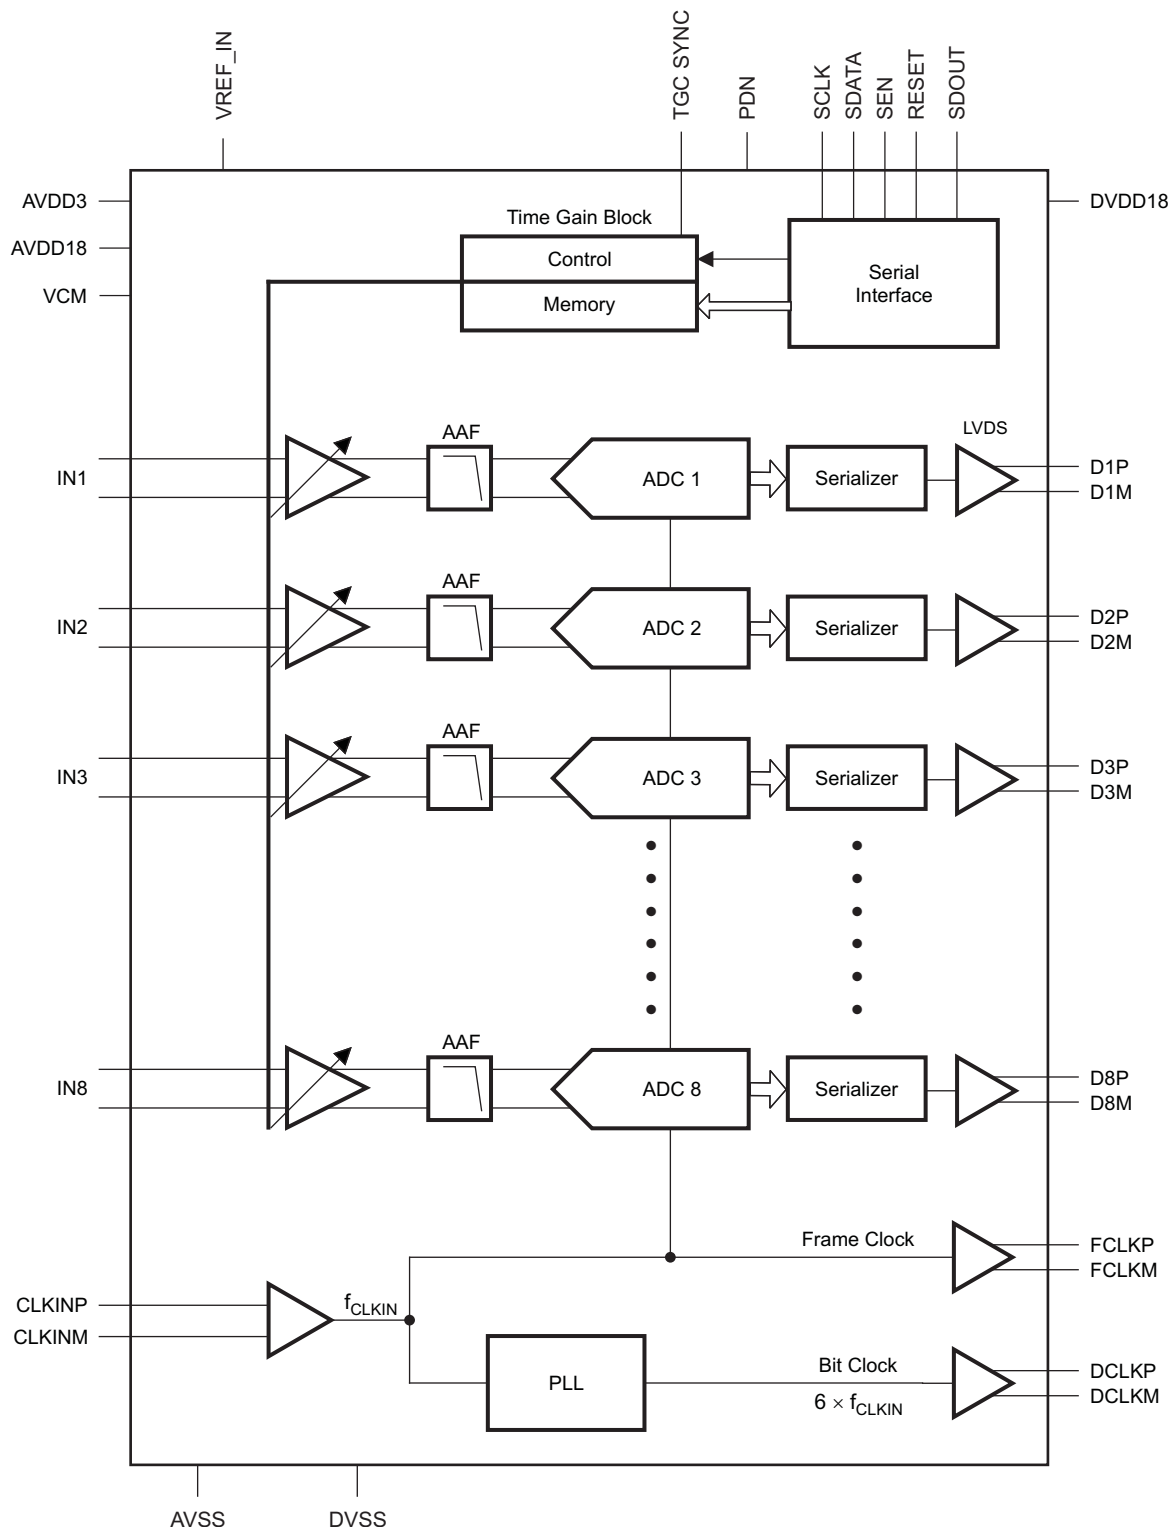 VREF_IN
TGC SYNC
PDN
SCLK
SDATA
SEN
RESET
SDOUT
AVDD3
AVDD18
VCM
DVDD18
Time Gain Block
Control
Memory
Serial
Interface
LVDS
AAF
IN1
ADC 1
Serializer
D1P
D1M
AAF
IN2
ADC 2
Serializer
D2P
D2M
AAF
IN3
ADC 3
Serializer
D3P
D3M
AAF
IN8
ADC 8
Serializer
D8P
D8M
Frame Clock
FCLKP
FCLKM
CLKINP
CLKINM
fCLKIN
PLL
Bit Clock
6 × fCLKIN
DCLKP
DCLKM
AVSS
DVSS